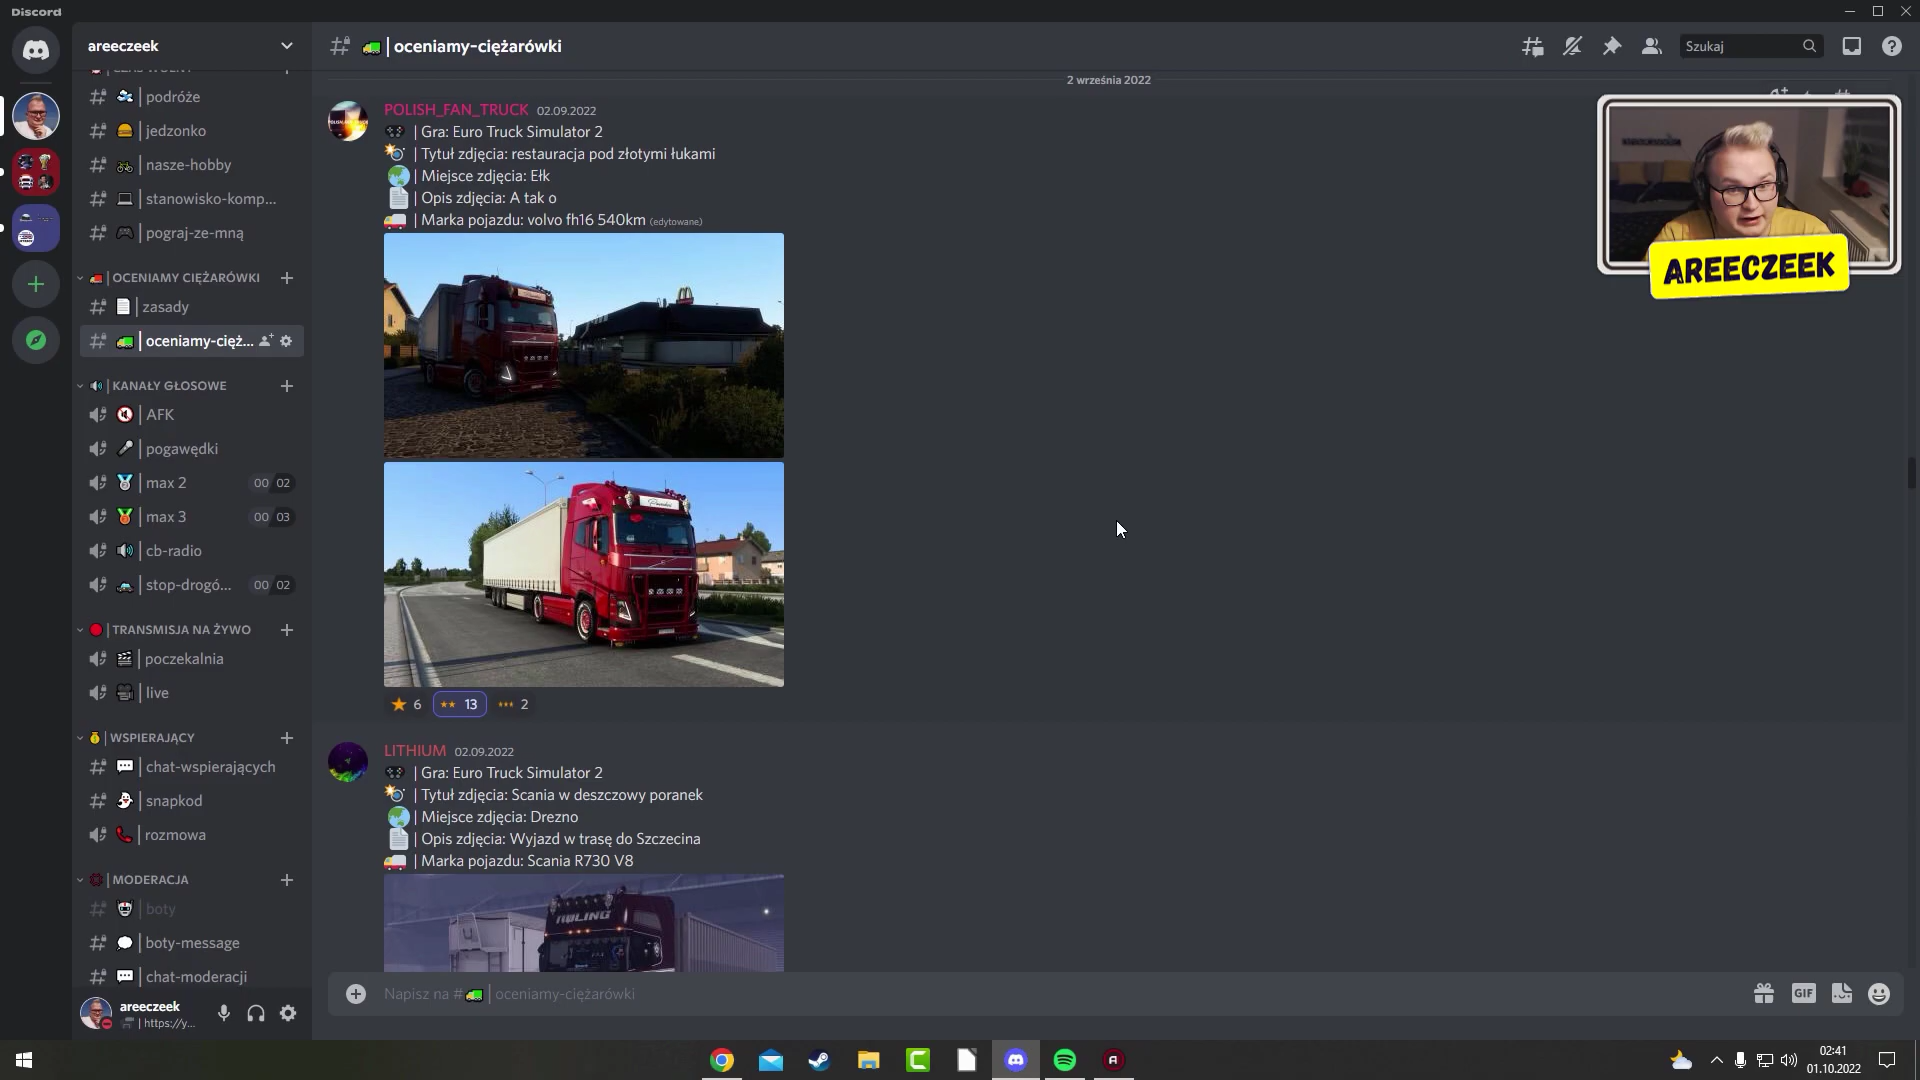 Discord
areeczeek
podróże
jedzonko
nasze-hobby
stanowisko-komp...
pograj-ze-mną
OCENIAMY CIĘŻARÓWKI
zasady
oceniamy-cięż...
KANAŁY GŁOSOWE
AFK
pogawędki
max 2 00 02
max 3 00 03
cb-radio
stop-drogó... 00 02
TRANSMISJA NA ŻYWO
poczekalnia
live
WSPIERAJĄCY
chat-wspierających
snapkod
rozmowa
MODERACJA
boty
boty-message
chat-moderacji
areeczeek
| https://y...
| oceniamy-ciężarówki
Szukaj
2 września 2022
POLISH_FAN_TRUCK 02.09.2022
| Gra: Euro Truck Simulator 2
| Tytuł zdjęcia: restauracja pod złotymi łukami
| Miejsce zdjęcia: Ełk
| Opis zdjęcia: A tak o
| Marka pojazdu: volvo fh16 540km (edytowane)
6 13 2
LITHIUM 02.09.2022
| Gra: Euro Truck Simulator 2
| Tytuł zdjęcia: Scania w deszczowy poranek
| Miejsce zdjęcia: Drezno
| Opis zdjęcia: Wyjazd w trasę do Szczecina
| Marka pojazdu: Scania R730 V8
Napisz na # | oceniamy-ciężarówki
GIF
AREECZEEK
02:41
01.10.2022